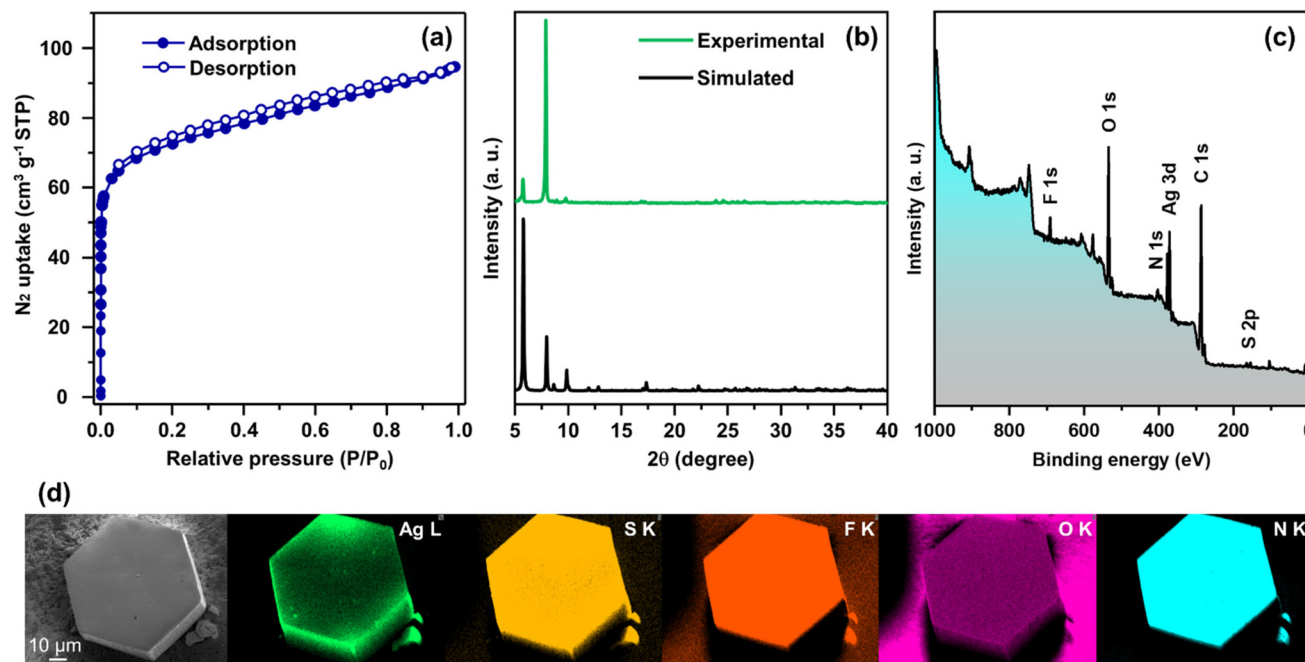 (a)
Adsorption
Desorption
N₂ uptake (cm³ g⁻¹ STP)
100
80
60
40
20
0
0.0 0.2 0.4 0.6 0.8 1.0
Relative pressure (P/P₀)
(b)
Experimental
Simulated
Intensity (a. u.)
5 10 15 20 25 30 35 40
2θ (degree)
(c)
Intensity (a. u.)
F 1s
O 1s
N 1s
Ag 3d
C 1s
S 2p
1000 800 600 400 200
Binding energy (eV)
(d)
10 µm
Ag L
S K
F K
O K
N K